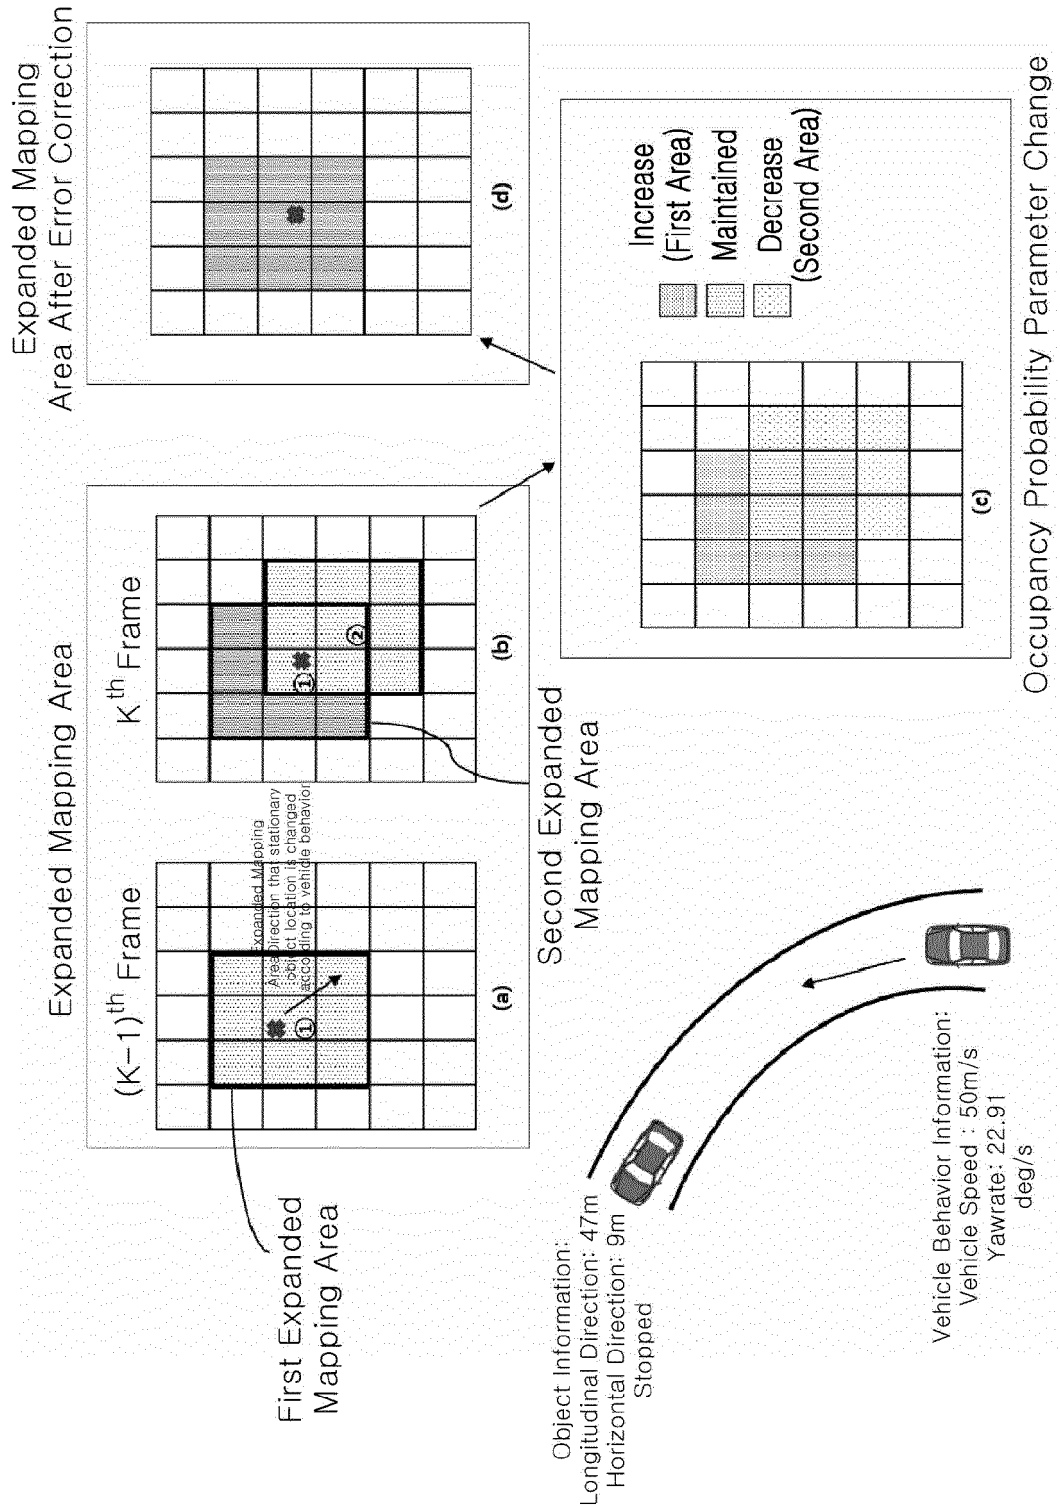 Expanded Mapping Area
(K-1)th Frame
Kth Frame
Expanded Mapping
Area Direction that stationary
object location is changed
according to vehicle behavior
①
①
②
(a)
(b)
First Expanded
Mapping Area
Second Expanded
Mapping Area
Expanded Mapping
Area After Error Correction
(d)
Increase
(First Area)
Maintained
Decrease
(Second Area)
(c)
Occupancy Probability Parameter Change
Object Information:
Longitudinal Direction: 47m
Horizontal Direction: 9m
Stopped
Vehicle Behavior Information:
Vehicle Speed : 50m/s
Yawrate: 22.91
deg/s